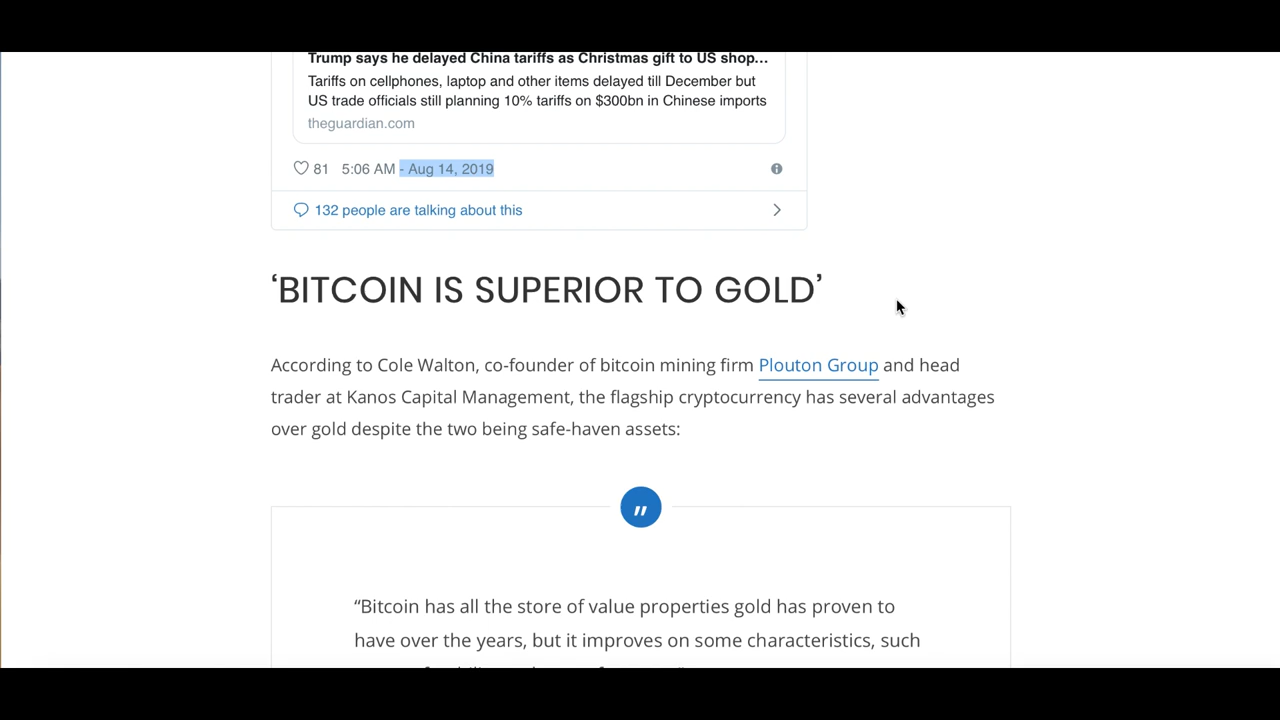 Trump says he delayed China tariffs as Christmas gift to US shop...
Tariffs on cellphones, laptop and other items delayed till December but
US trade officials still planning 10% tariffs on $300bn in Chinese imports
theguardian.com
81 5:06 AM - Aug 14, 2019
132 people are talking about this
‘BITCOIN IS SUPERIOR TO GOLD’
According to Cole Walton, co-founder of bitcoin mining firm Plouton Group and head
trader at Kanos Capital Management, the flagship cryptocurrency has several advantages
over gold despite the two being safe-haven assets:
“Bitcoin has all the store of value properties gold has proven to
have over the years, but it improves on some characteristics, such